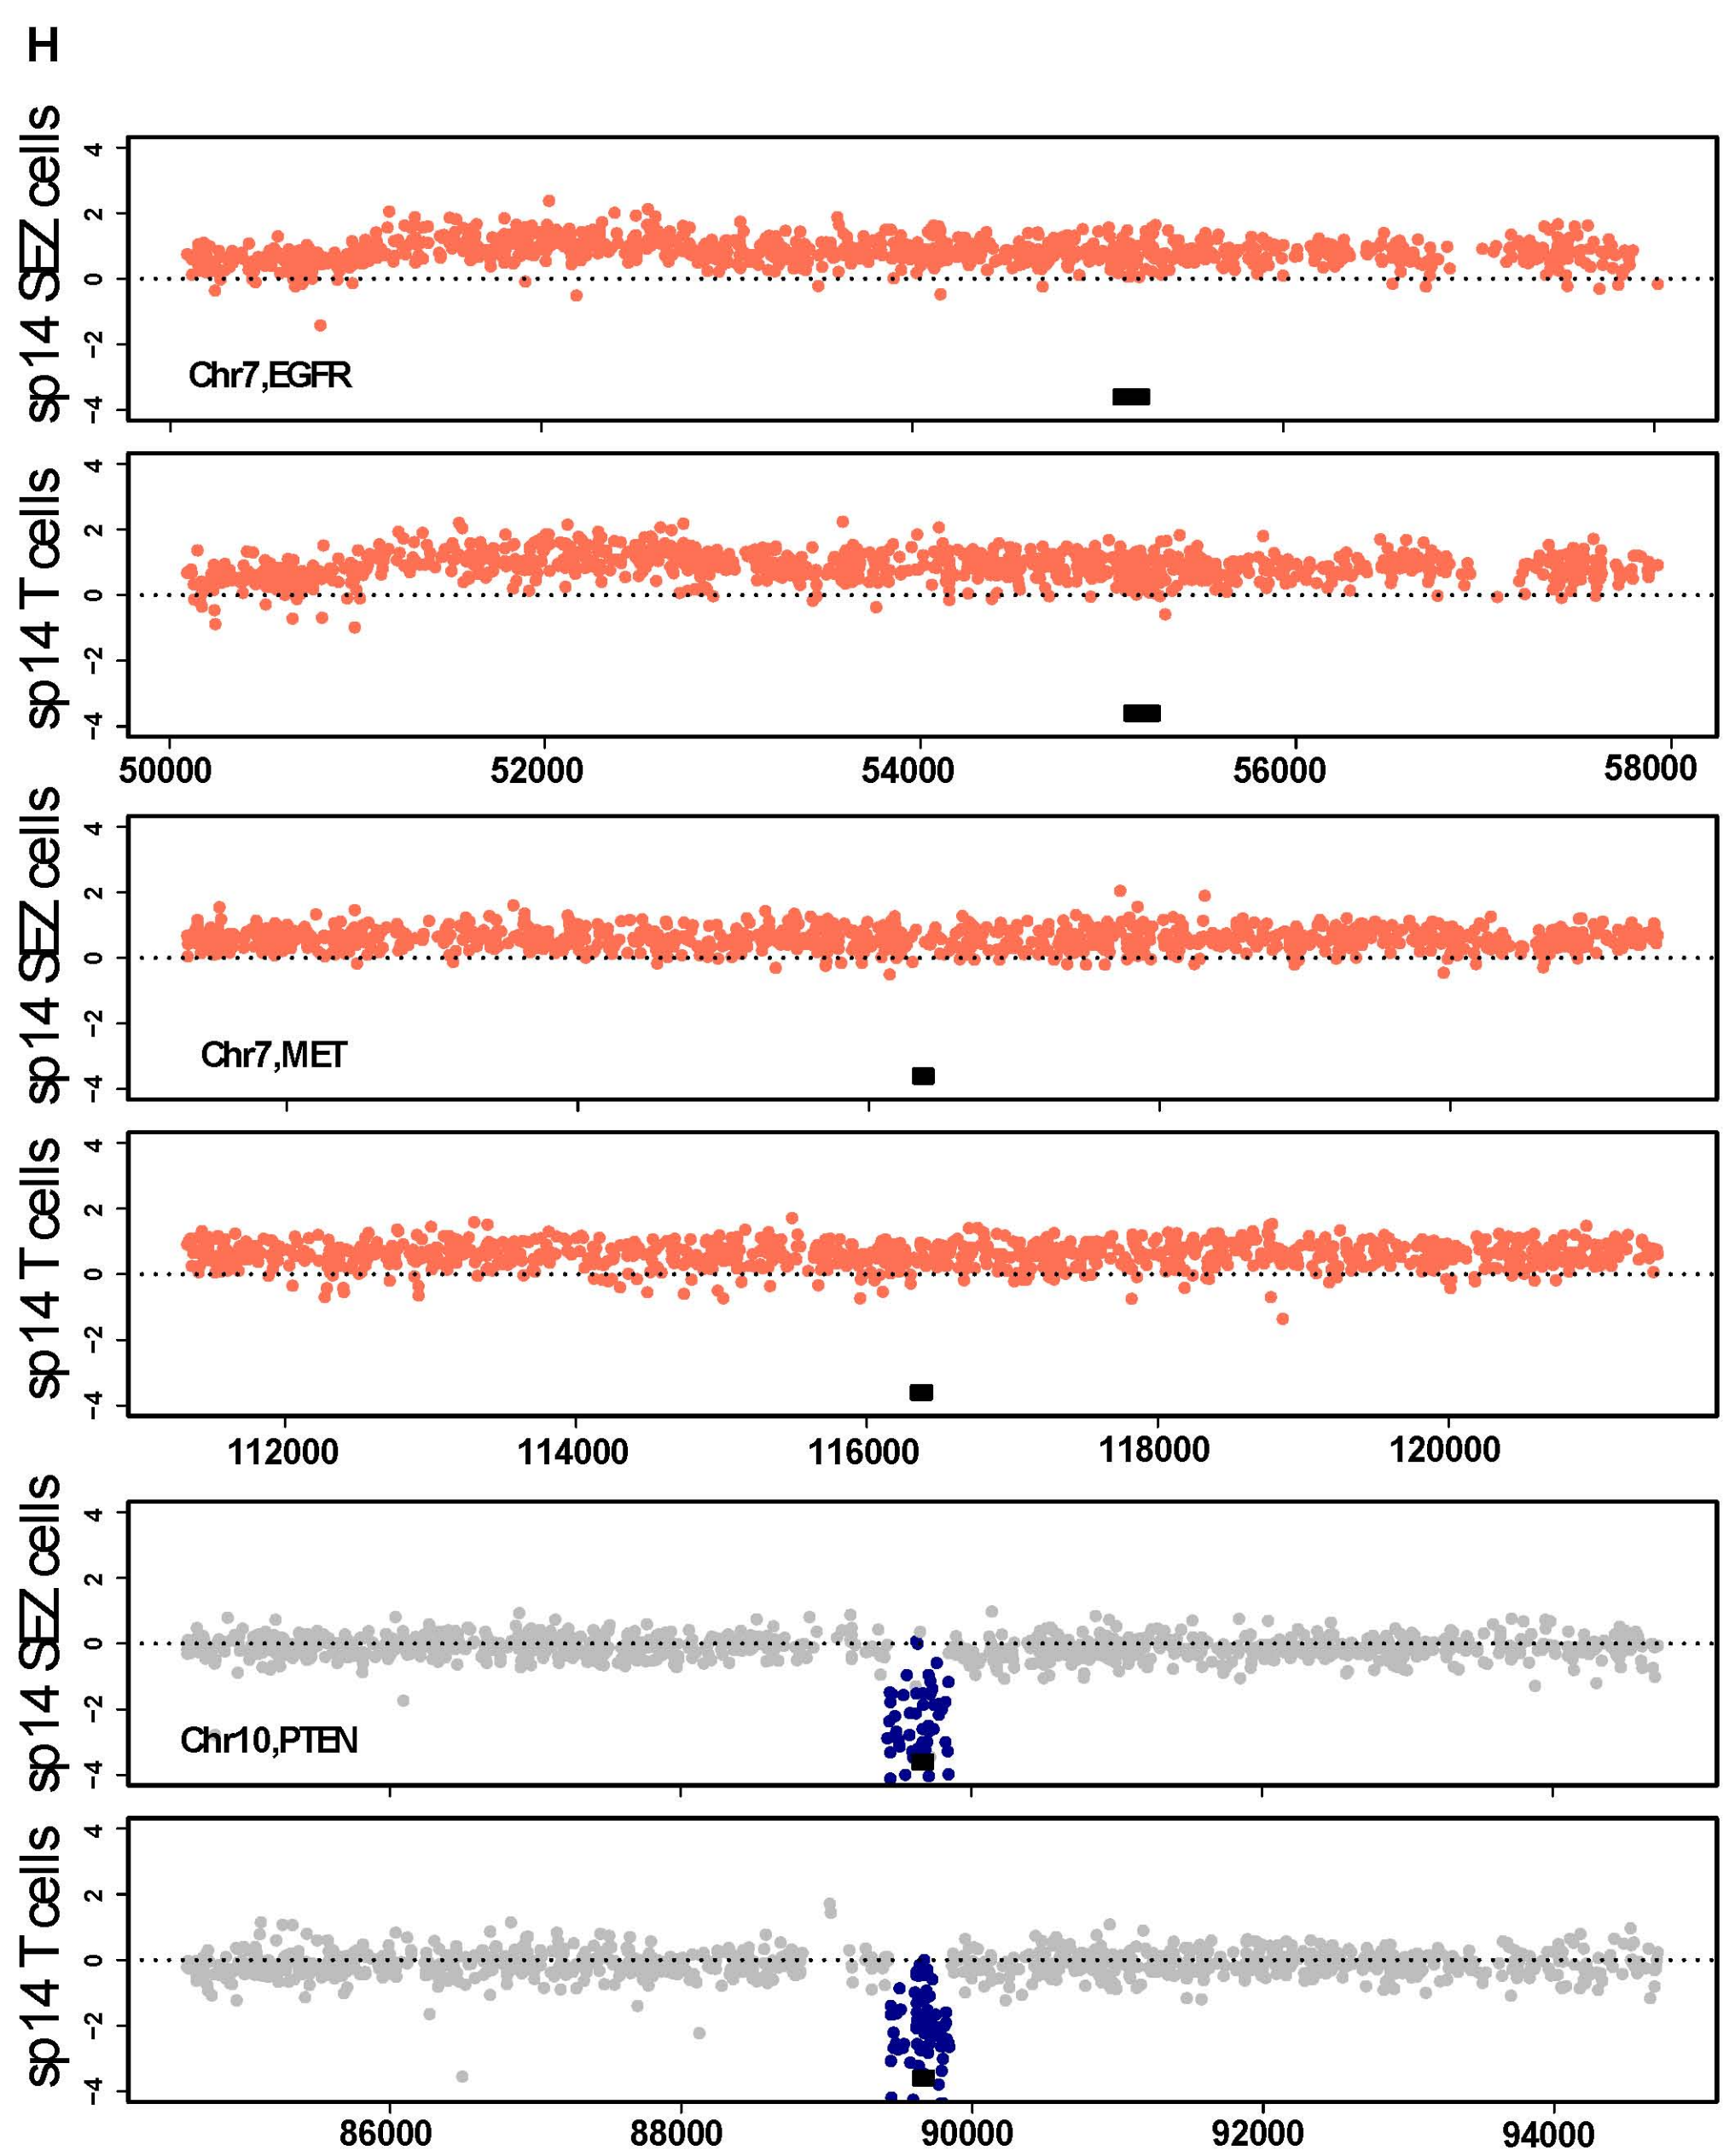 H
sp14 SEZ cells
4
2
0
-2
-4
Chr7,EGFR
sp14 T cells
4
2
0
-2
-4
50000 52000 54000 56000 58000
sp14 SEZ cells
4
2
0
-2
-4
Chr7,MET
sp14 T cells
4
2
0
-2
-4
112000 114000 116000 118000 120000
sp14 SEZ cells
4
2
0
-2
-4
Chr10,PTEN
sp14 T cells
4
2
0
-2
-4
86000 88000 90000 92000 94000